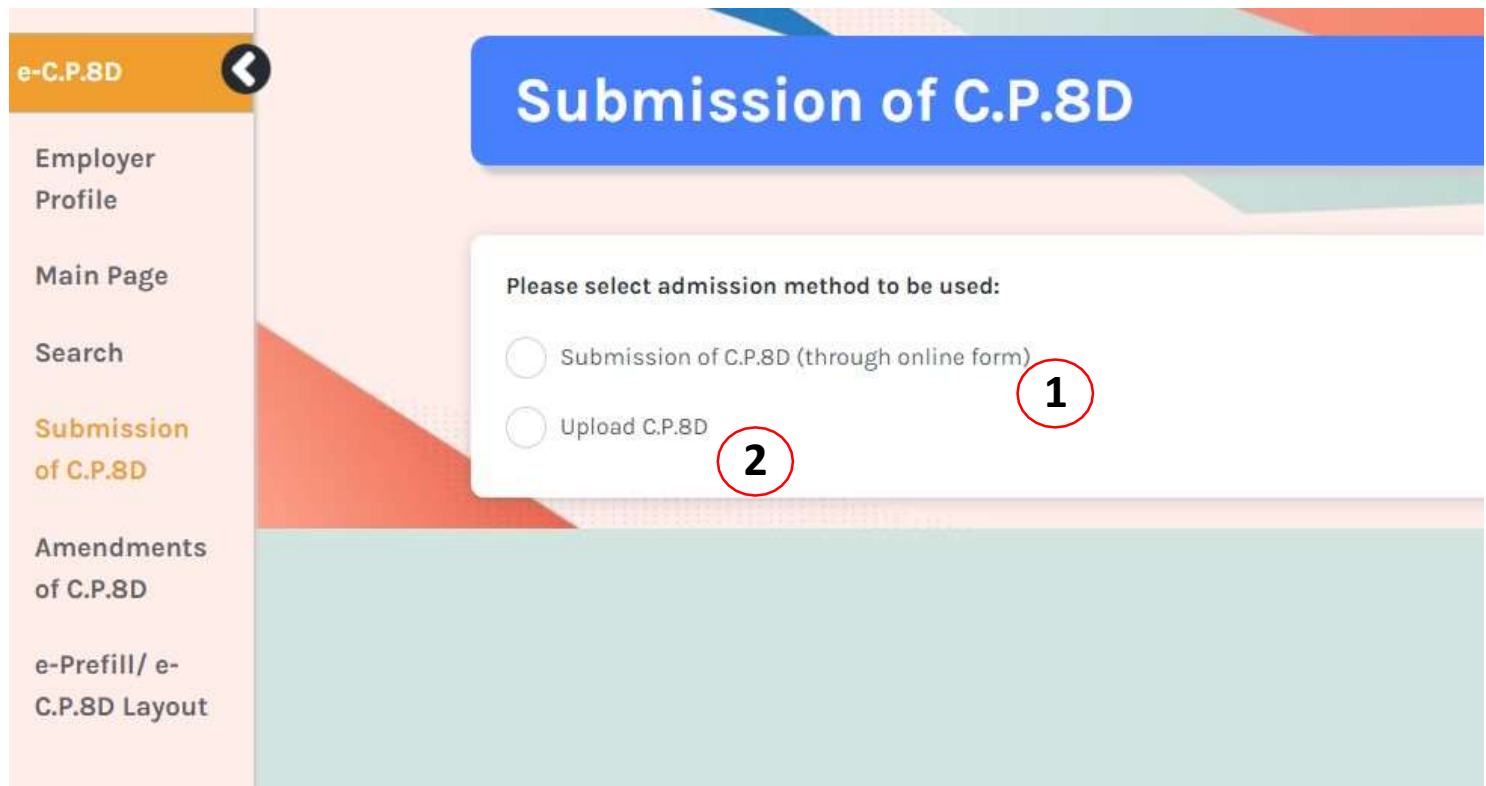 e-C.P.8D
Employer
Profile
Main Page
Search
Submission
of C.P.8D
Amendments
of C.P.8D
e-Prefill/ e-
C.P.8D Layout
Submission of C.P.8D
Please select admission method to be used:
Submission of C.P.8D (through online form)
1
Upload C.P.8D
2